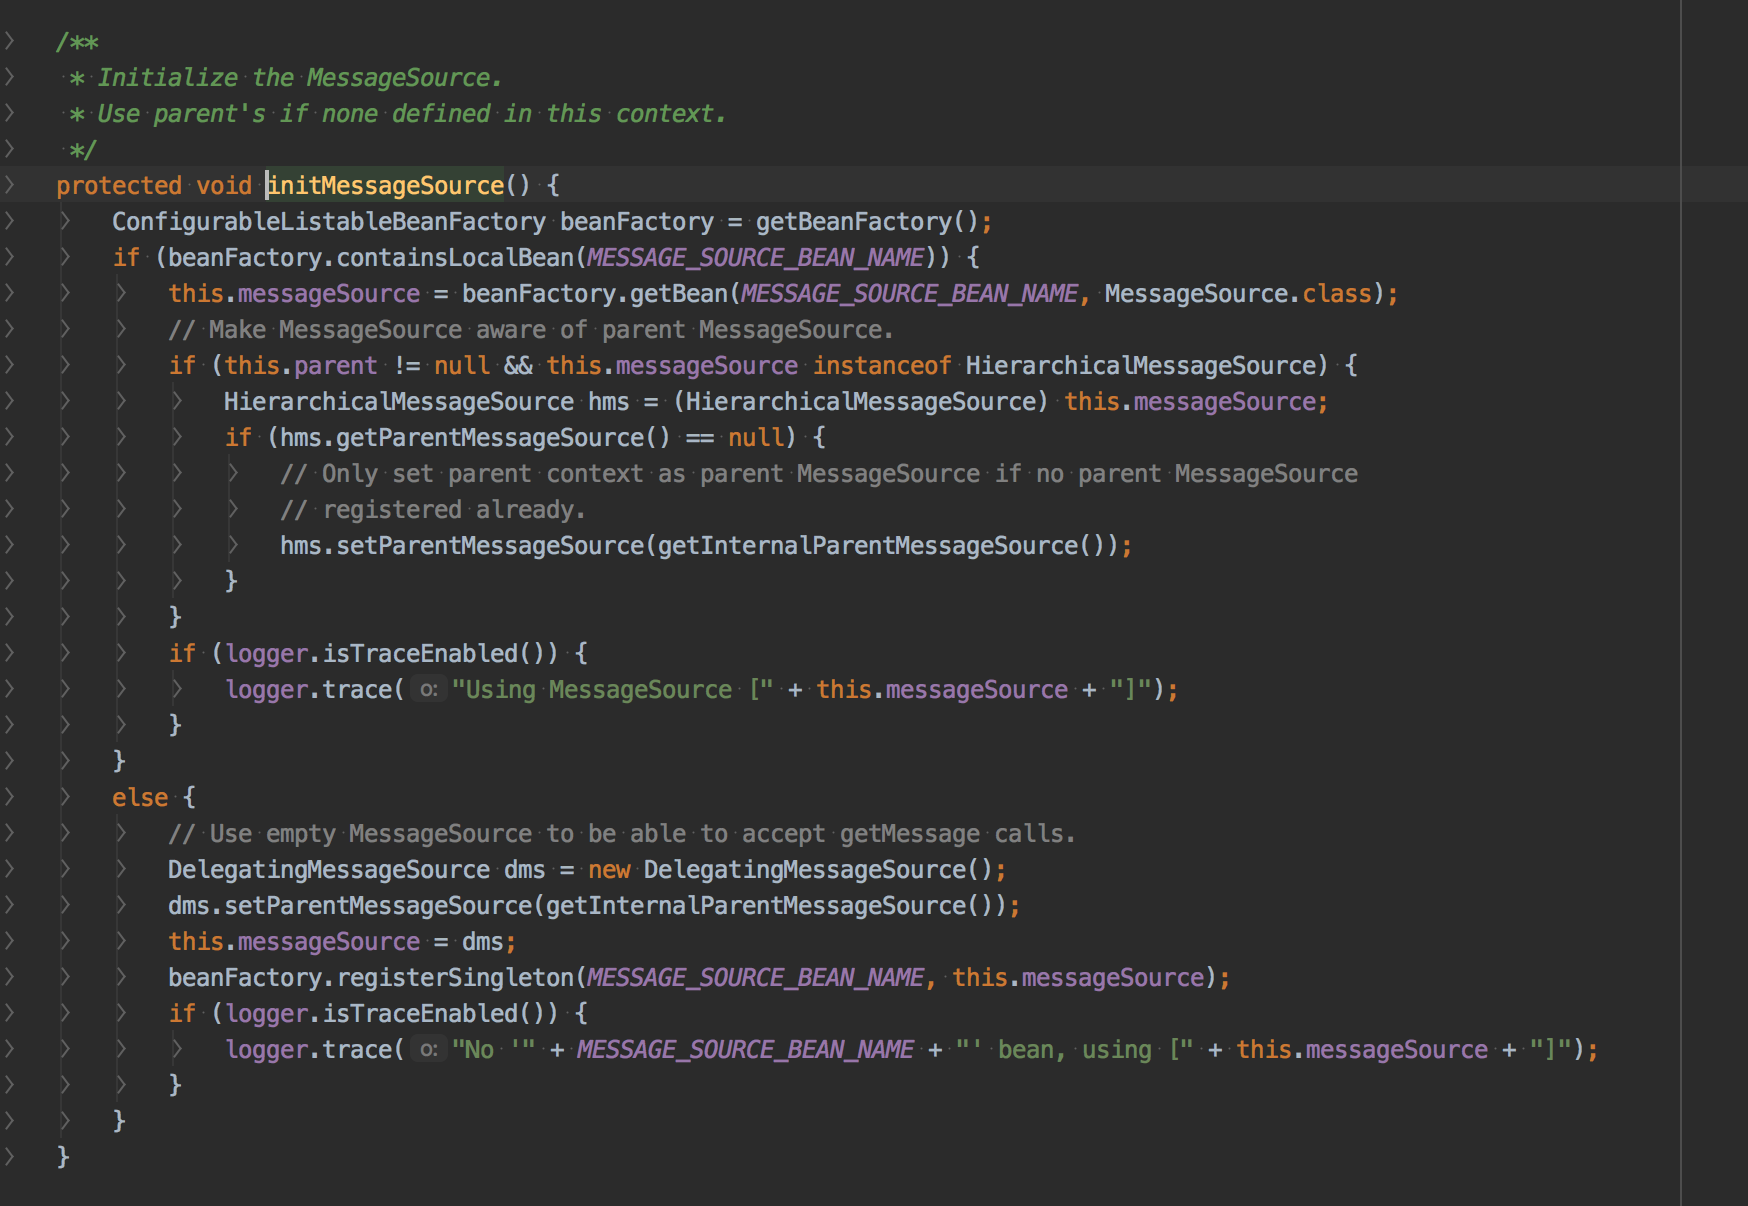 /**
 * Initialize the MessageSource.
 * Use parent's if none defined in this context.
 */
protected void initMessageSource() {
    ConfigurableListableBeanFactory beanFactory = getBeanFactory();
    if (beanFactory.containsLocalBean(MESSAGE_SOURCE_BEAN_NAME)) {
        this.messageSource = beanFactory.getBean(MESSAGE_SOURCE_BEAN_NAME, MessageSource.class);
        // Make MessageSource aware of parent MessageSource.
        if (this.parent != null && this.messageSource instanceof HierarchicalMessageSource) {
            HierarchicalMessageSource hms = (HierarchicalMessageSource) this.messageSource;
            if (hms.getParentMessageSource() == null) {
                // Only set parent context as parent MessageSource if no parent MessageSource
                // registered already.
                hms.setParentMessageSource(getInternalParentMessageSource());
            }
        }
        if (logger.isTraceEnabled()) {
            logger.trace( o: "Using MessageSource [" + this.messageSource + "]");
        }
    }
    else {
        // Use empty MessageSource to be able to accept getMessage calls.
        DelegatingMessageSource dms = new DelegatingMessageSource();
        dms.setParentMessageSource(getInternalParentMessageSource());
        this.messageSource = dms;
        beanFactory.registerSingleton(MESSAGE_SOURCE_BEAN_NAME, this.messageSource);
        if (logger.isTraceEnabled()) {
            logger.trace( o: "No '" + MESSAGE_SOURCE_BEAN_NAME + "' bean, using [" + this.messageSource + "]");
        }
    }
}